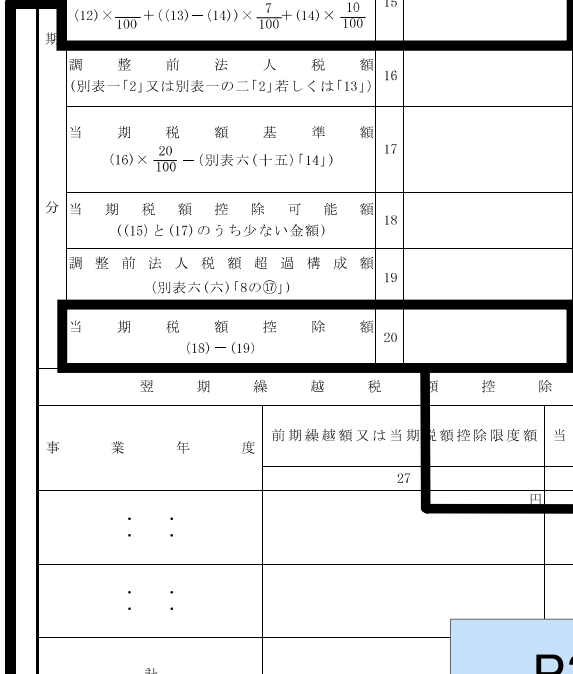 (12)×―/100+((13)−(14))×7/100+(14)×10/100
15
期
調整前法人税額
(別表一「2」又は別表一の二「2」若しくは「13」)
16
当期税額基準額
(16)×20/100−(別表六(十五)「14」)
17
分
当期税額控除可能額
((15)と(17)のうち少ない金額)
18
調整前法人税額超過構成額
(別表六(六)「8の⑰」)
19
当期税額控除額
(18)−(19)
20
翌期繰越税額控除
事業年度
前期繰越額又は当期税額控除限度額
当
27
円
: :
: :
計